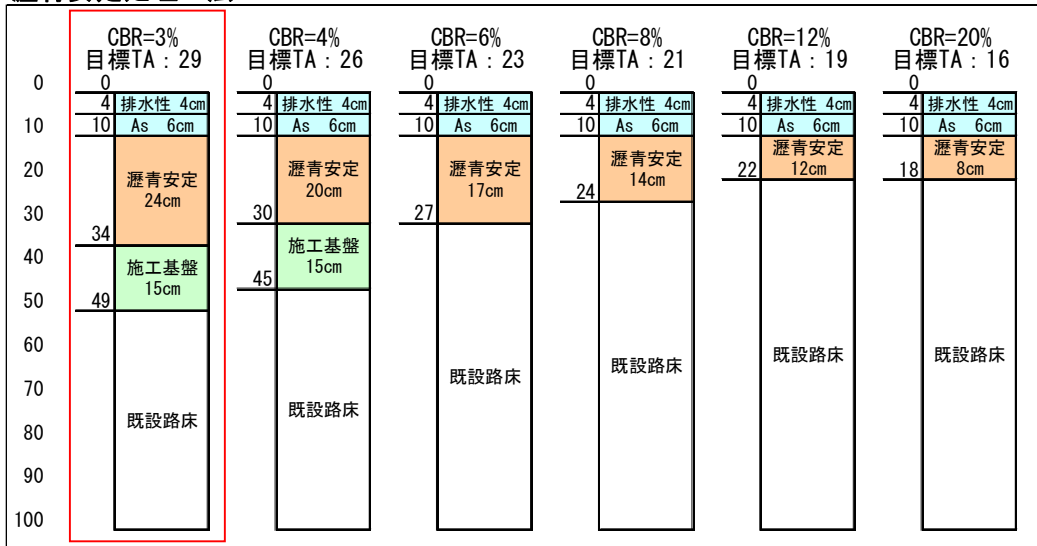 CBR=3%
目標TA：29
CBR=4%
目標TA：26
CBR=6%
目標TA：23
CBR=8%
目標TA：21
CBR=12%
目標TA：19
CBR=20%
目標TA：16
0
10
20
30
40
50
60
70
80
90
100
0
4
排水性 4cm
10
As 6cm
瀝青安定
24cm
34
施工基盤
15cm
49
既設路床
0
4
排水性 4cm
10
As 6cm
瀝青安定
20cm
30
施工基盤
15cm
45
既設路床
0
4
排水性 4cm
10
As 6cm
瀝青安定
17cm
27
既設路床
0
4
排水性 4cm
10
As 6cm
瀝青安定
14cm
24
既設路床
0
4
排水性 4cm
10
As 6cm
瀝青安定
12cm
22
既設路床
0
4
排水性 4cm
10
As 6cm
瀝青安定
8cm
18
既設路床